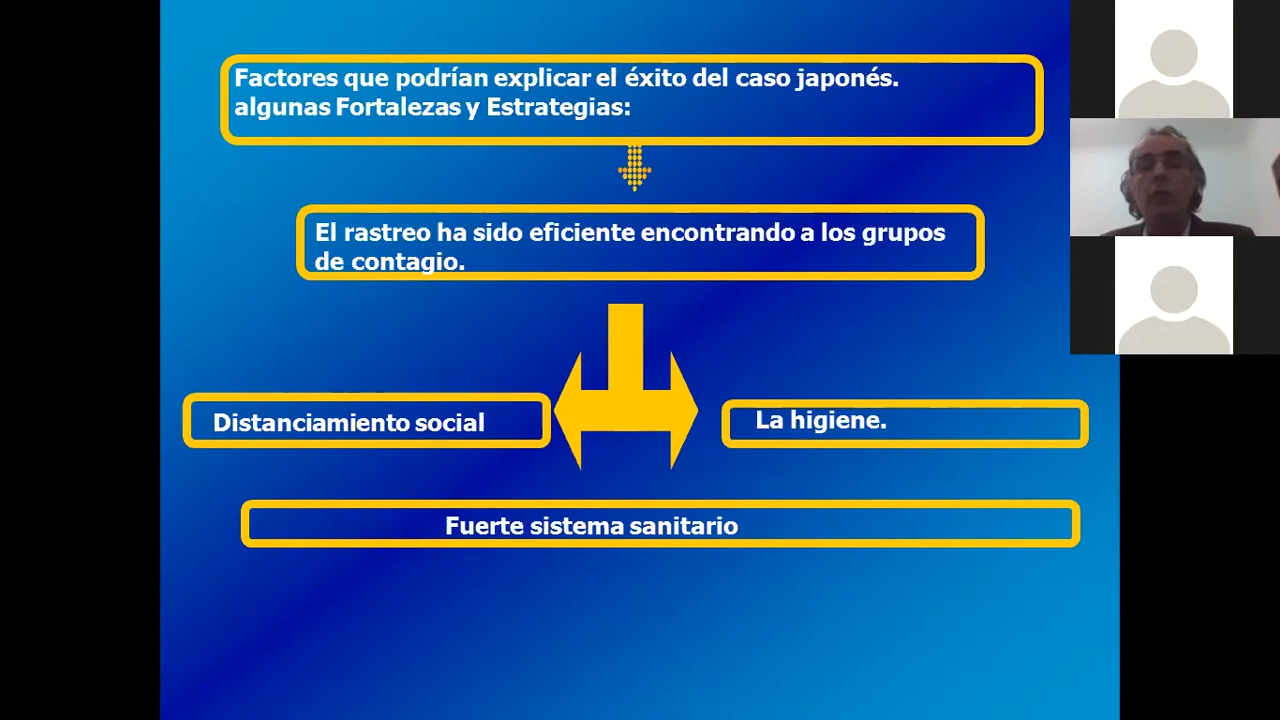 Factores que podrían explicar el éxito del caso japonés.
algunas Fortalezas y Estrategias:
El rastreo ha sido eficiente encontrando a los grupos
de contagio.
Distanciamiento social
La higiene.
Fuerte sistema sanitario